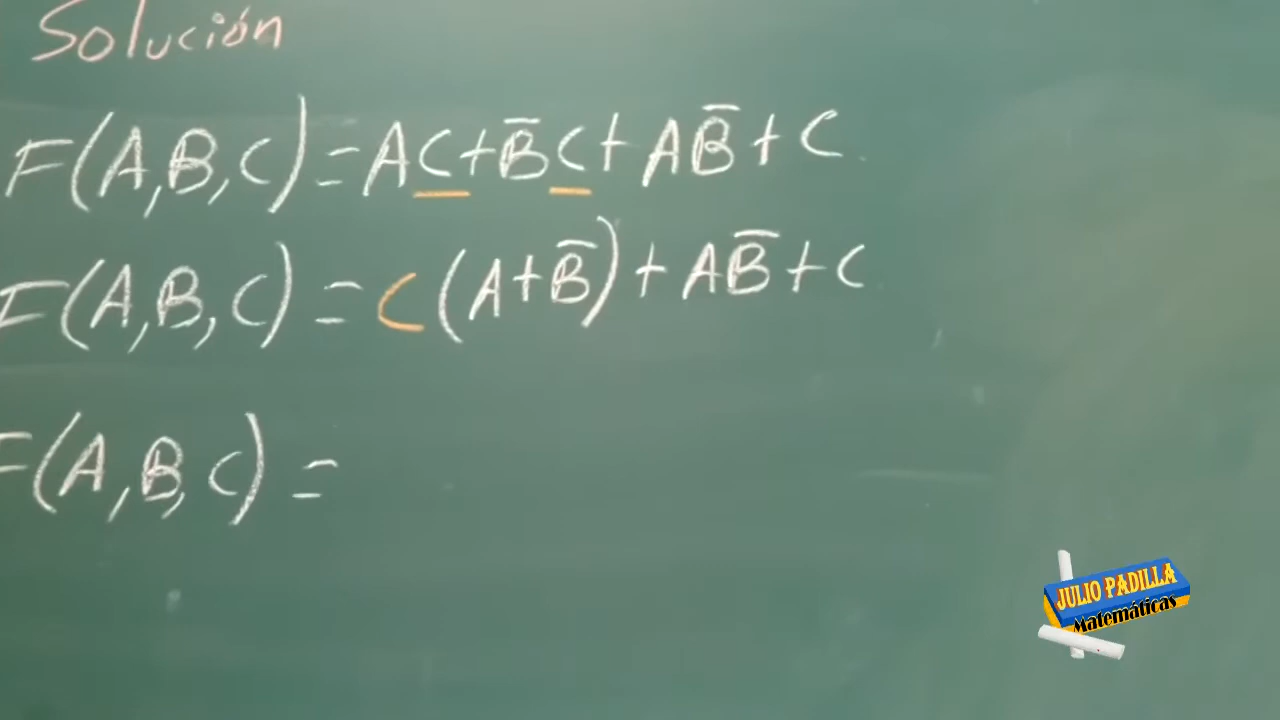 Solución
F(A,B,C)=AC+B̅C+AB̅+C
F(A,B,C)=C(A+B̅)+AB̅+C
F(A,B,C)=
JULIO PADILLA
Matemáticas